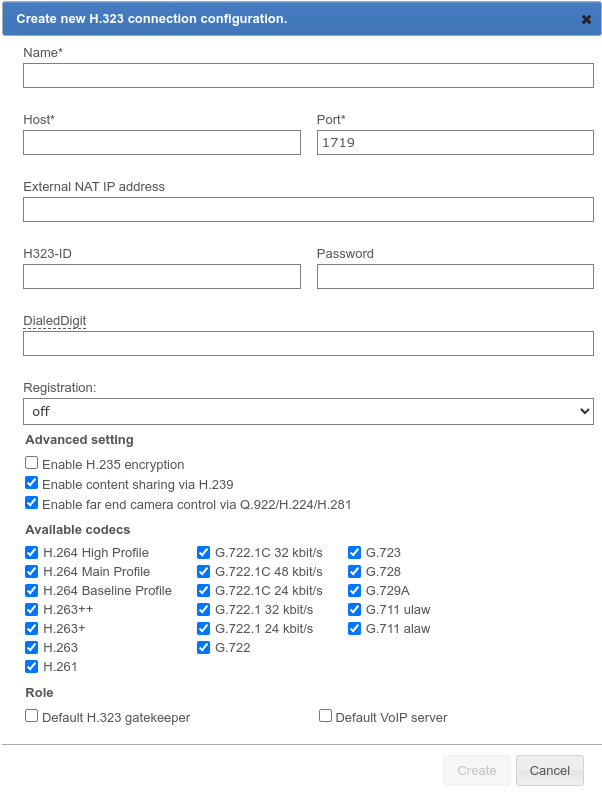 Create new H.323 connection configuration.
Name*
Host* Port*
1719
External NAT IP address
H323-ID Password
DialedDigit
Registration:
off
Advanced setting
Enable H.235 encryption
Enable content sharing via H.239
Enable far end camera control via Q.922/H.224/H.281
Available codecs
H.264 High Profile G.722.1C 32 kbit/s G.723
H.264 Main Profile G.722.1C 48 kbit/s G.728
H.264 Baseline Profile G.722.1C 24 kbit/s G.729A
H.263++ G.722.1 32 kbit/s G.711 ulaw
H.263+ G.722.1 24 kbit/s G.711 alaw
H.263 G.722
H.261
Role
Default H.323 gatekeeper Default VoIP server
Create Cancel